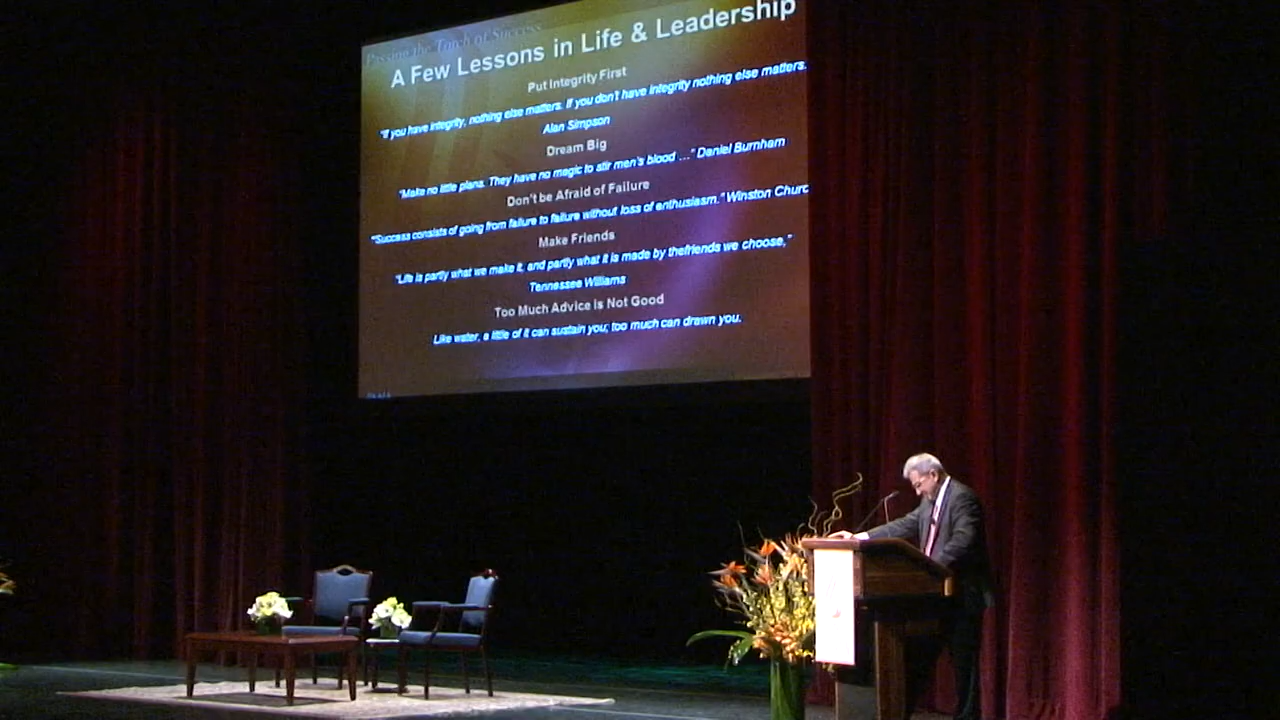 Passing the Torch of Success
A Few Lessons in Life & Leadership
Put Integrity First
"If you have integrity, nothing else matters. If you don't have integrity nothing else matters.
Alan Simpson
Dream Big
"Make no little plans. They have no magic to stir men's blood ..." Daniel Burnham
Don't be Afraid of Failure
"Success consists of going from failure to failure without loss of enthusiasm." Winston Churc
Make Friends
"Life is partly what we make it, and partly what it is made by thefriends we choose,"
Tennessee Williams
Too Much Advice is Not Good
Like water, a little of it can sustain you; too much can drawn you.